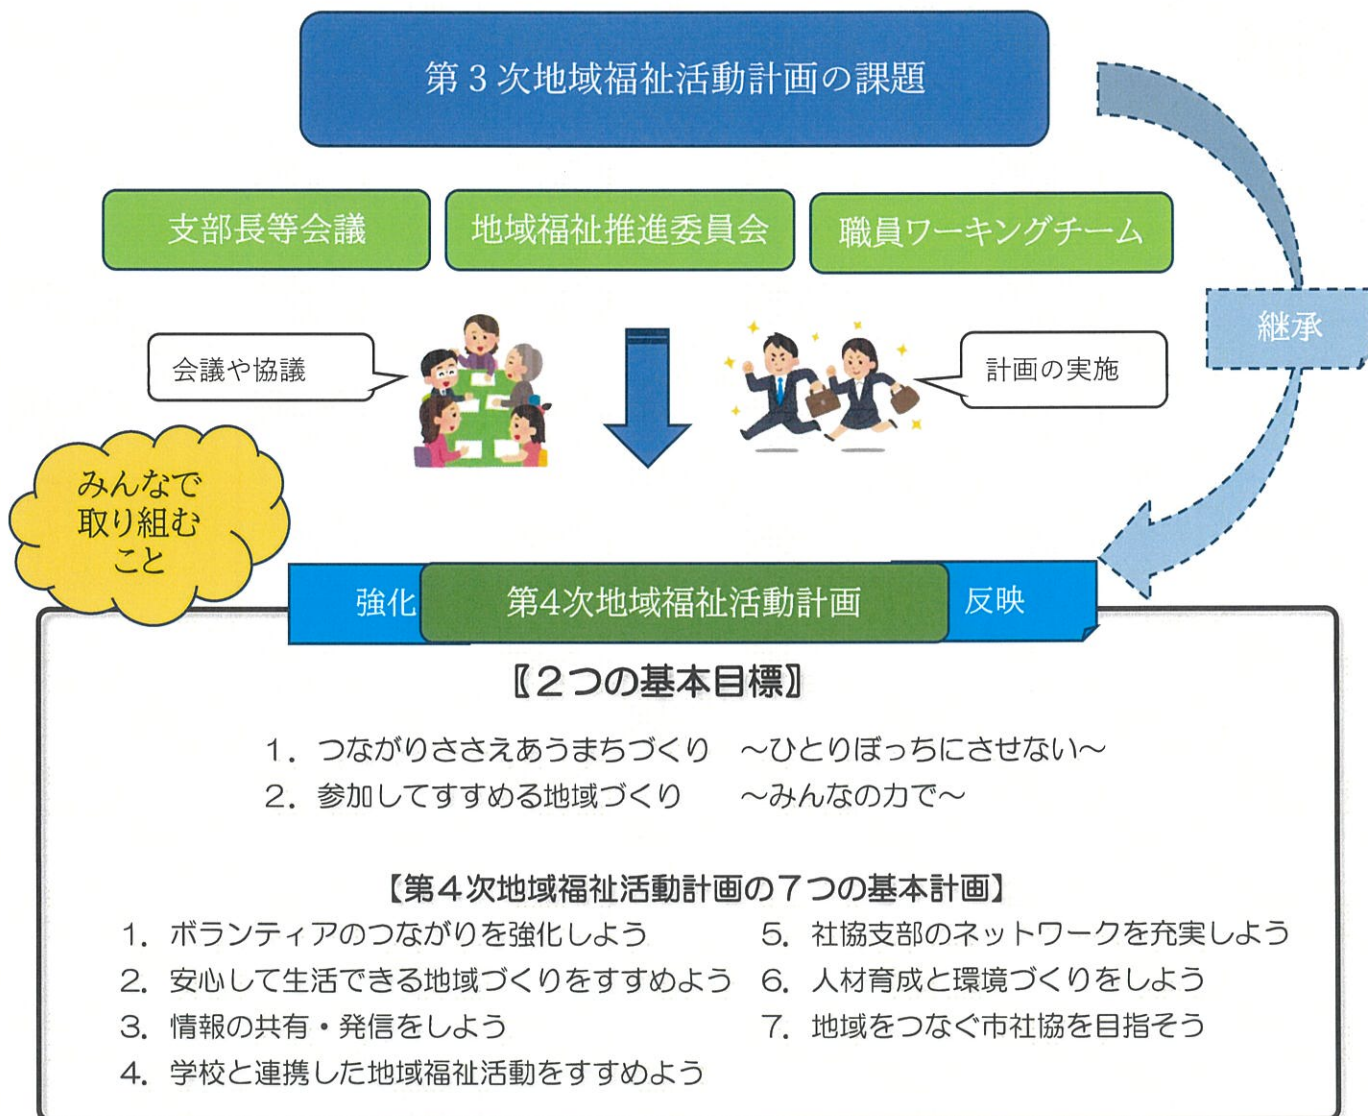 第3次地域福祉活動計画の課題
支部長等会議
地域福祉推進委員会
職員ワーキングチーム
継承
会議や協議
計画の実施
みんなで
取り組む
こと
強化
第4次地域福祉活動計画
反映
〖2つの基本目標〗
1．つながりささえあうまちづくり　～ひとりぼっちにさせない～
2．参加してすすめる地域づくり　～みんなの力で～
【第4次地域福祉活動計画の7つの基本計画】
1．ボランティアのつながりを強化しよう
2．安心して生活できる地域づくりをすすめよう
3．情報の共有・発信をしよう
4．学校と連携した地域福祉活動をすすめよう
5．社協支部のネットワークを充実しよう
6．人材育成と環境づくりをしよう
7．地域をつなぐ市社協を目指そう